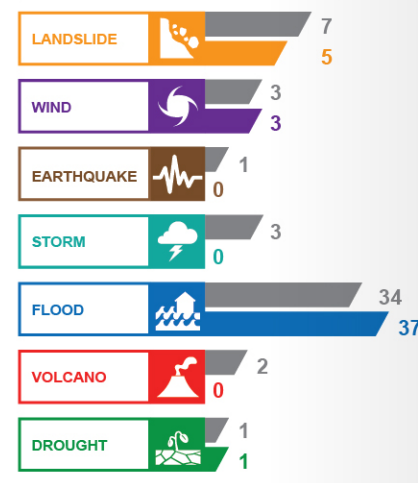 LANDSLIDE
7
5
WIND
3
3
EARTHQUAKE
1
0
STORM
3
0
FLOOD
34
37
VOLCANO
2
0
DROUGHT
1
1